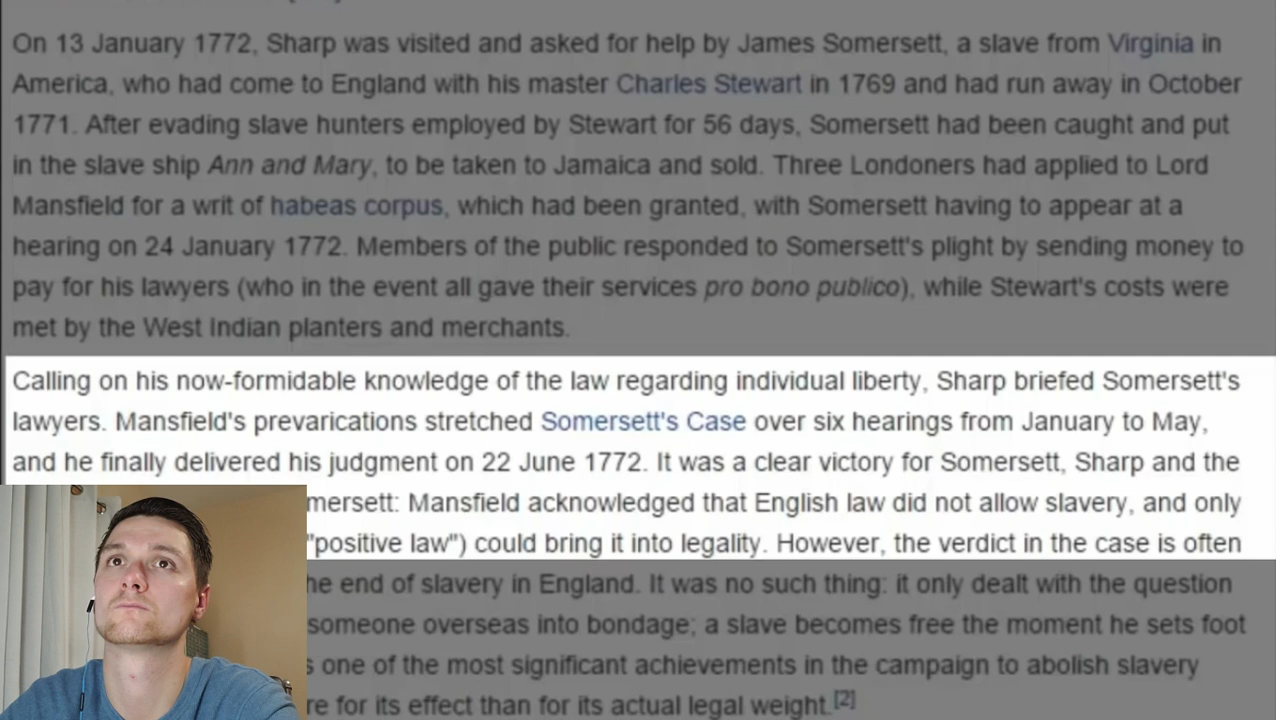 On 13 January 1772, Sharp was visited and asked for help by James Somersett, a slave from Virginia in
America, who had come to England with his master Charles Stewart in 1769 and had run away in October
1771. After evading slave hunters employed by Stewart for 56 days, Somersett had been caught and put
in the slave ship Ann and Mary, to be taken to Jamaica and sold. Three Londoners had applied to Lord
Mansfield for a writ of habeas corpus, which had been granted, with Somersett having to appear at a
hearing on 24 January 1772. Members of the public responded to Somersett's plight by sending money to
pay for his lawyers (who in the event all gave their services pro bono publico), while Stewart's costs were
met by the West Indian planters and merchants.
Calling on his now-formidable knowledge of the law regarding individual liberty, Sharp briefed Somersett's
lawyers. Mansfield's prevarications stretched Somersett's Case over six hearings from January to May,
and he finally delivered his judgment on 22 June 1772. It was a clear victory for Somersett, Sharp and the
mersett: Mansfield acknowledged that English law did not allow slavery, and only
"positive law") could bring it into legality. However, the verdict in the case is often
he end of slavery in England. It was no such thing: it only dealt with the question
someone overseas into bondage; a slave becomes free the moment he sets foot
s one of the most significant achievements in the campaign to abolish slavery
re for its effect than for its actual legal weight.[2]